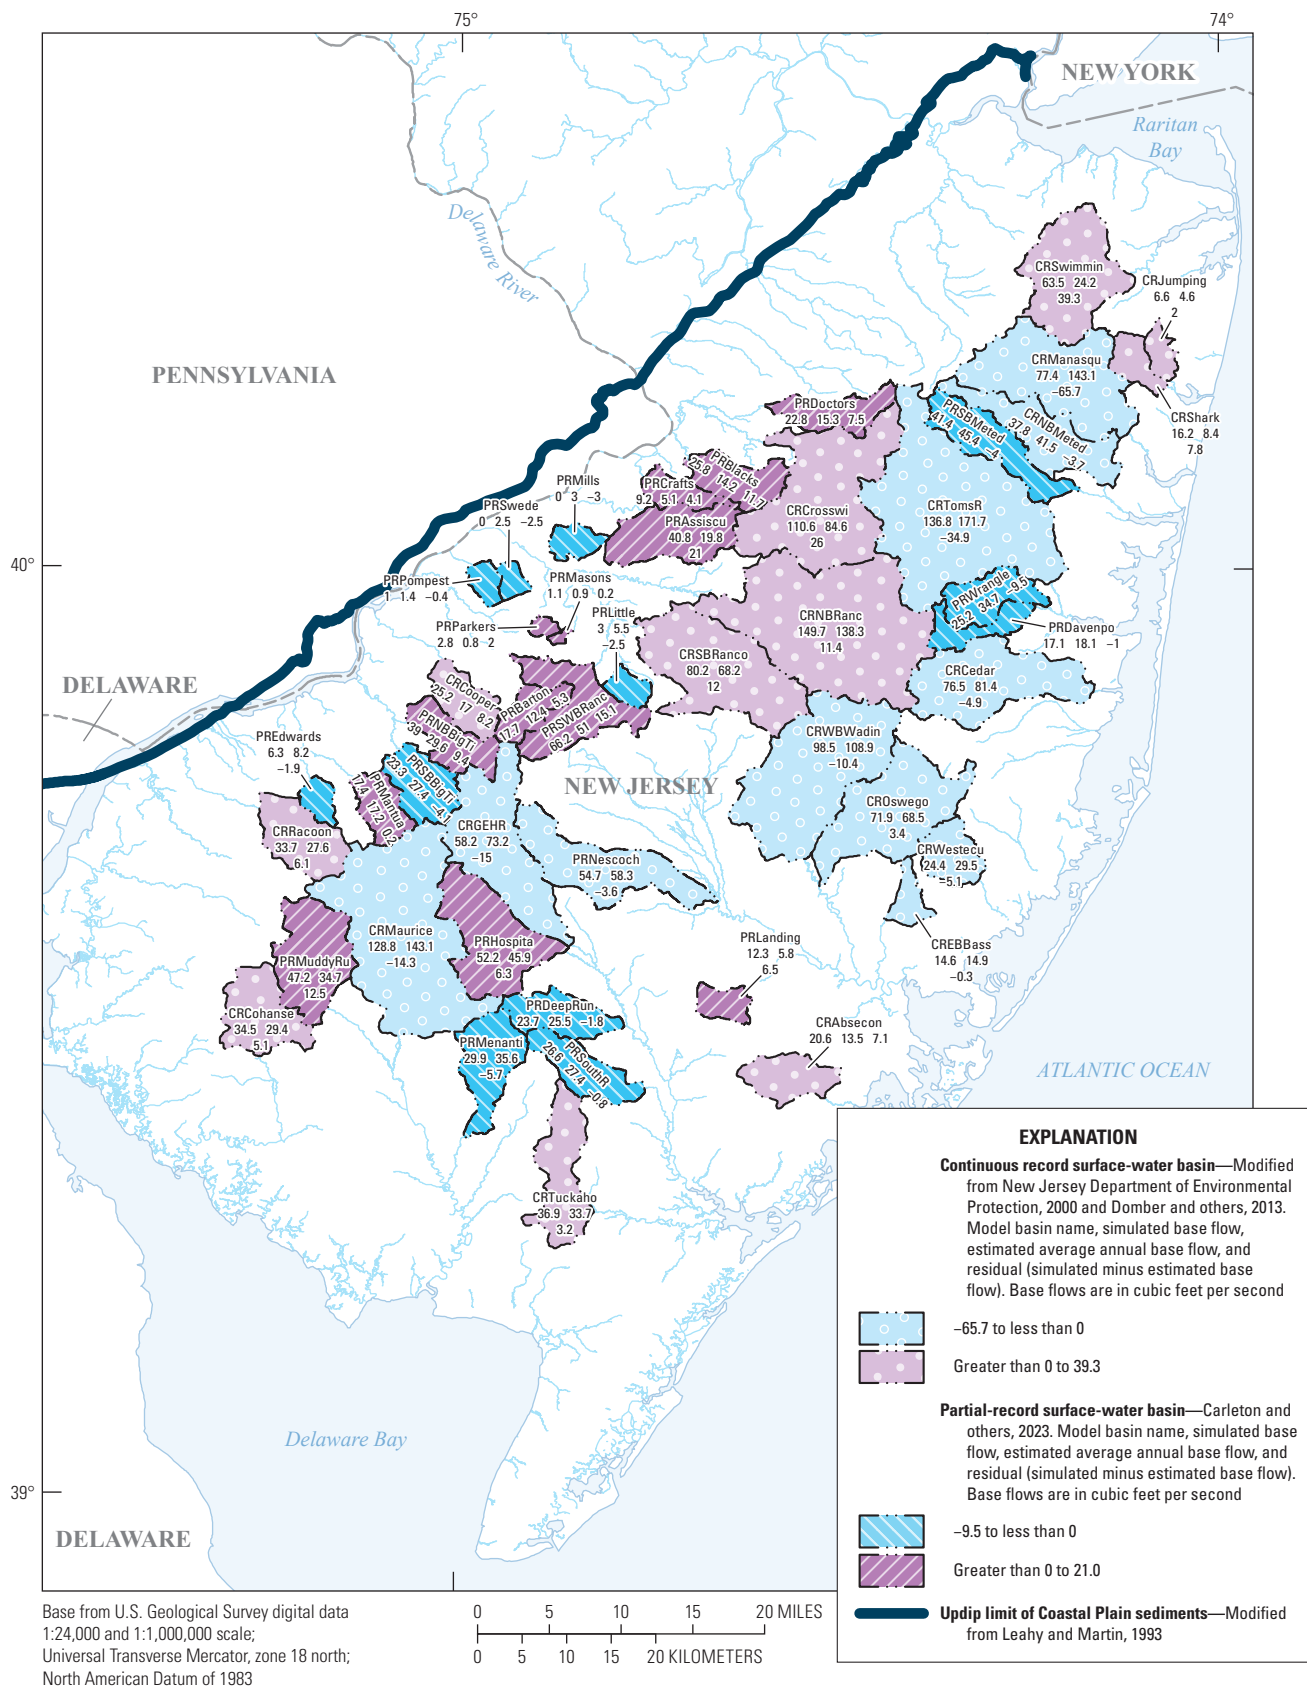 75°
74°
NEW YORK
Raritan
Bay
Delaware River
PENNSYLVANIA
CRSwimmin
63.5 24.2
39.3
CRJumping
6.6 4.6
2
CRManasqu
77.4 143.1
−65.7
CRShark
16.2 8.4
7.8
PRDoctors
22.8 15.3 7.5
PRSBMeted
41.4 45.4 −4
CRNBMeted
37.8 41.5 −3.7
PRBlacks
25.8 14.2 11.7
PRCrafts
9.2 5.1 4.1
PRMills
0 3 −3
PRSwede
0 2.5 −2.5
PRAssiscu
40.8 19.8
21
CRCrosswi
110.6 84.6
26
CRTomsR
136.8 171.7
−34.9
40°
PRPompest
1 1.4 −0.4
PRMasons
1.1 0.9 0.2
PRParkers
2.8 0.8 2
PRLittle
3 5.5
−2.5
PRWrangle
25.2 34.7 −9.5
PRDavenpo
17.1 18.1 −1
CRNBRanc
149.7 138.3
11.4
CRSBRanco
80.2 68.2
12
CRCedar
76.5 81.4
−4.9
DELAWARE
CRCooper
25.2 17 8.2
PRBarton
17.7 12.4 5.3
PRSWBRanc
66.2 51 15.1
CRNBBigTi
39 29.6 9.4
PREdwards
6.3 8.2
−1.9
PRSBBigTi
23.3 27.4 −4.1
PRMantua
17.4 17.2 0.2
NEW JERSEY
CRWBWadin
98.5 108.9
−10.4
CROswego
71.9 68.5
3.4
CRRacoon
33.7 27.6
6.1
CRGEHR
58.2 73.2
−15
PRNescoch
54.7 58.3
−3.6
CRWestecu
24.4 29.5
−5.1
CRMaurice
128.8 143.1
−14.3
PRHospita
52.2 45.9
6.3
PRLanding
12.3 5.8
6.5
CREBBass
14.6 14.9
−0.3
PRMuddyRu
47.2 34.7
12.5
CRCohanse
34.5 29.4
5.1
PRDeepRun
23.7 25.5 −1.8
PRMenanti
29.9 35.6
−5.7
PRSouthR
26.6 27.4 −0.8
CRAbsecon
20.6 13.5 7.1
ATLANTIC OCEAN
CRTuckaho
36.9 33.7
3.2
Delaware Bay
39°
DELAWARE
EXPLANATION
Continuous record surface-water basin—Modified
from New Jersey Department of Environmental
Protection, 2000 and Domber and others, 2013.
Model basin name, simulated base flow,
estimated average annual base flow, and
residual (simulated minus estimated base
flow). Base flows are in cubic feet per second
−65.7 to less than 0
Greater than 0 to 39.3
Partial-record surface-water basin—Carleton and
others, 2023. Model basin name, simulated base
flow, estimated average annual base flow, and
residual (simulated minus estimated base flow).
Base flows are in cubic feet per second
−9.5 to less than 0
Greater than 0 to 21.0
Updip limit of Coastal Plain sediments—Modified
from Leahy and Martin, 1993
Base from U.S. Geological Survey digital data
1:24,000 and 1:1,000,000 scale;
Universal Transverse Mercator, zone 18 north;
North American Datum of 1983
0 5 10 15 20 MILES
0 5 10 15 20 KILOMETERS